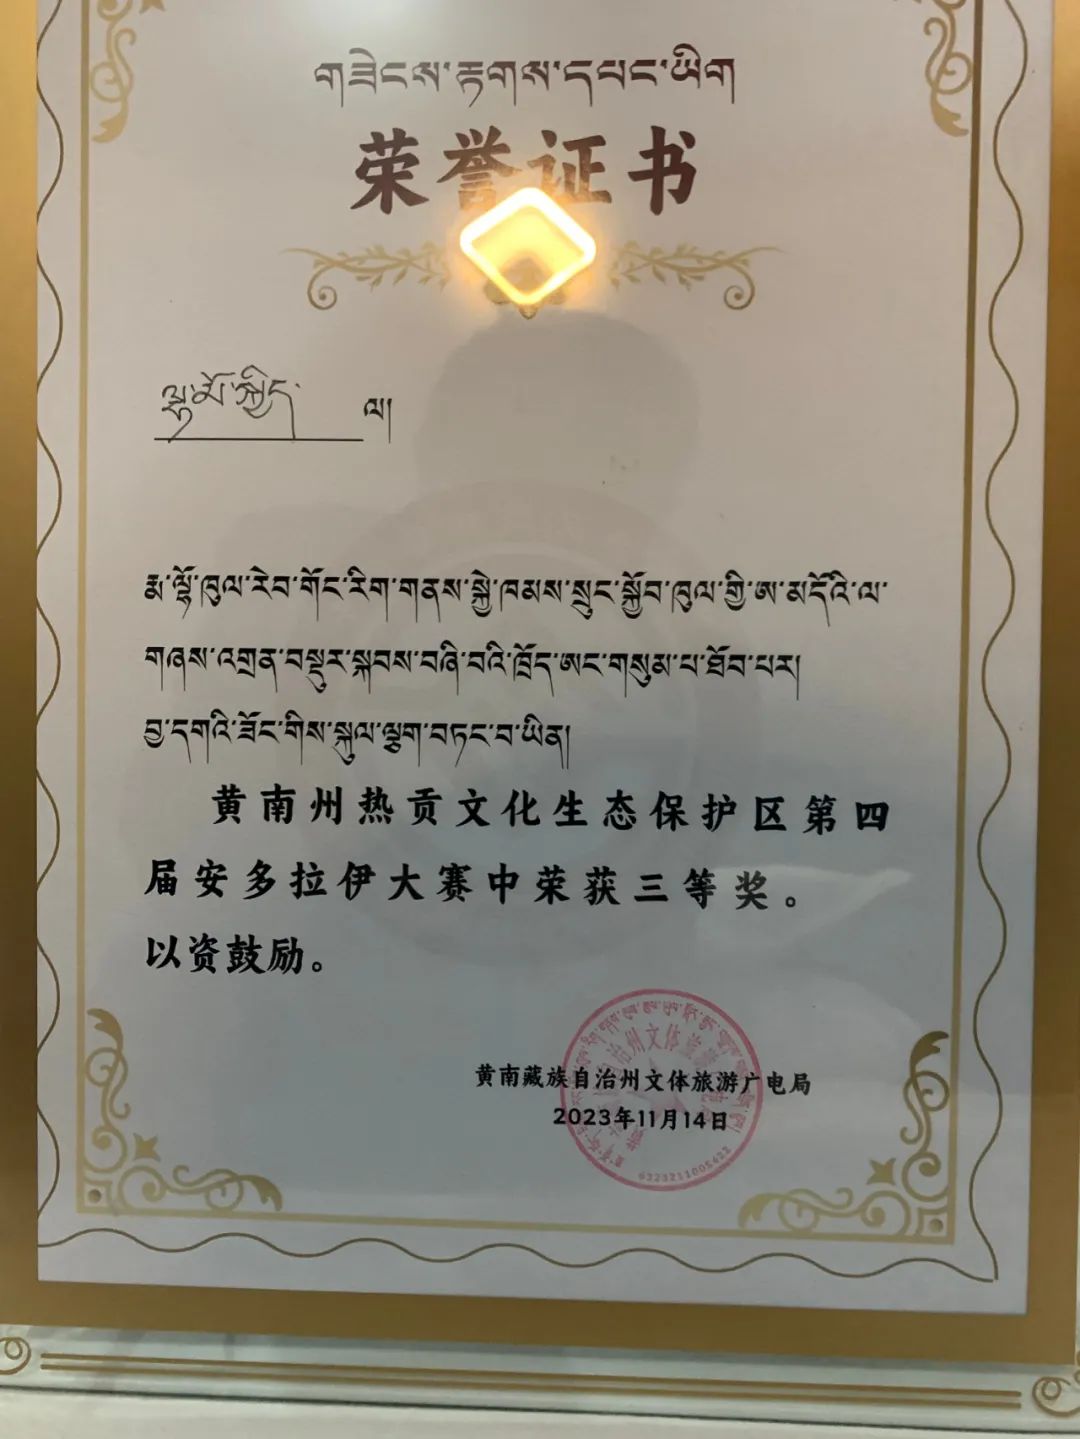 གཟེངས་རྟགས་དཔང་ཡིག
荣誉证书
ལྷ་མོ་སྐྱིད་ ལ།
རྨ་ལྷོ་ཁུལ་རེབ་གོང་རིག་གནས་སྐྱེ་ཁམས་སྲུང་སྐྱོབ་ཁུལ་གྱི་ཨ་མདོའི་ལ་
གཞས་འགྲན་བསྡུར་སྐབས་བཞི་བའི་ཁྲོད་ཨང་གསུམ་པ་ཐོབ་པར།
བྱ་དགའི་ཟོང་གིས་སྐུལ་ལྕག་བཏང་བ་ཡིན།
黄南州热贡文化生态保护区第四
届安多拉伊大赛中荣获三等奖。
以资鼓励。
黄南藏族自治州文体旅游广电局
2023年11月14日
6323211005422